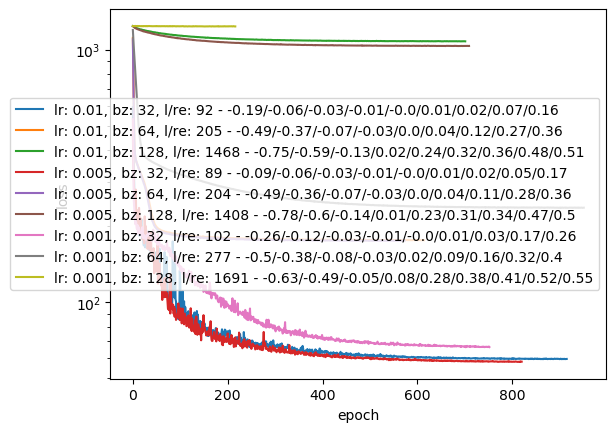 10³
lr: 0.01, bz: 32, l/re: 92 - -0.19/-0.06/-0.03/-0.01/-0.0/0.01/0.02/0.07/0.16
lr: 0.01, bz: 64, l/re: 205 - -0.49/-0.37/-0.07/-0.03/0.0/0.04/0.12/0.27/0.36
lr: 0.01, bz: 128, l/re: 1468 - -0.75/-0.59/-0.13/0.02/0.24/0.32/0.36/0.48/0.51
lr: 0.005, bz: 32, l/re: 89 - -0.09/-0.06/-0.03/-0.01/-0.0/0.01/0.02/0.05/0.17
loss
lr: 0.005, bz: 64, l/re: 204 - -0.49/-0.36/-0.07/-0.03/0.0/0.04/0.11/0.28/0.36
lr: 0.005, bz: 128, l/re: 1408 - -0.78/-0.6/-0.14/0.01/0.23/0.31/0.34/0.47/0.5
lr: 0.001, bz: 32, l/re: 102 - -0.26/-0.12/-0.03/-0.01/-0.0/0.01/0.03/0.17/0.26
lr: 0.001, bz: 64, l/re: 277 - -0.5/-0.38/-0.08/-0.03/0.02/0.09/0.16/0.32/0.4
lr: 0.001, bz: 128, l/re: 1691 - -0.63/-0.49/-0.05/0.08/0.28/0.38/0.41/0.52/0.55
10²
0 200 400 600 800
epoch